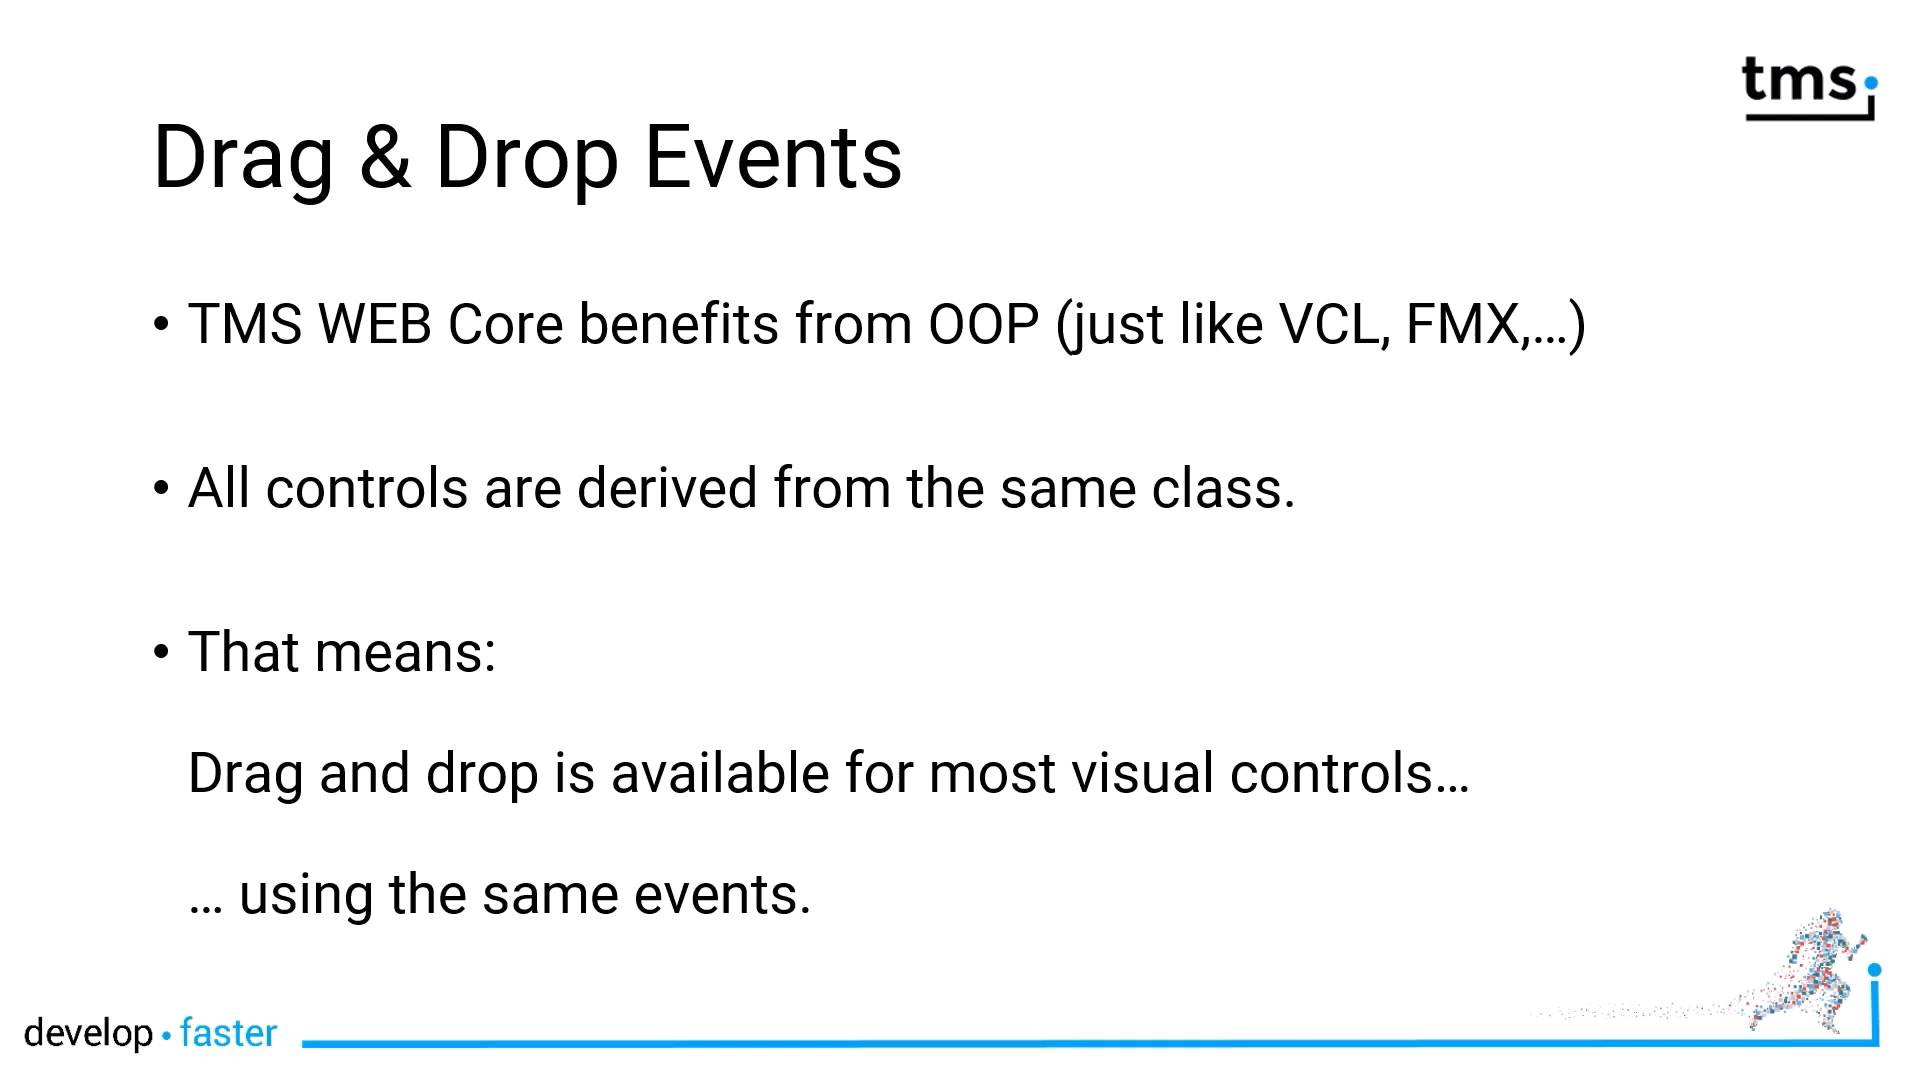 tms
Drag & Drop Events
• TMS WEB Core benefits from OOP (just like VCL, FMX,...)
• All controls are derived from the same class.
• That means:
Drag and drop is available for most visual controls...
... using the same events.
develop • faster